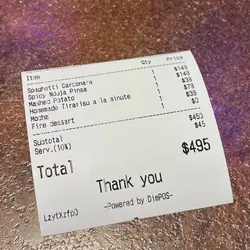 Item Qty Price
Spaghetti Carbonara 1 $148
Spicy Nduja Pinsa 1 $148
Mashed Potato 1 $38
Homemade Tiramisu a la minute 1 $78
Mocha 1 $38
Fire dessert 1 $0
Subtotal $450
Serv.(10%) $45
Total $495
Thank you
-Powered by DimPOS-